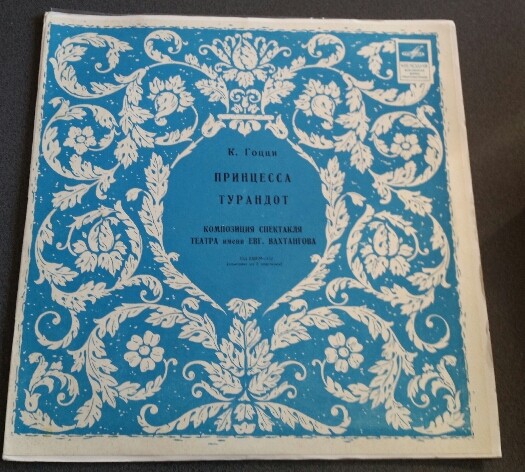 К. Гоцци
ПРИНЦЕССА
ТУРАНДОТ
КОМПОЗИЦИЯ СПЕКТАКЛЯ
ТЕАТРА имени ЕВГ. ВАХТАНГОВА